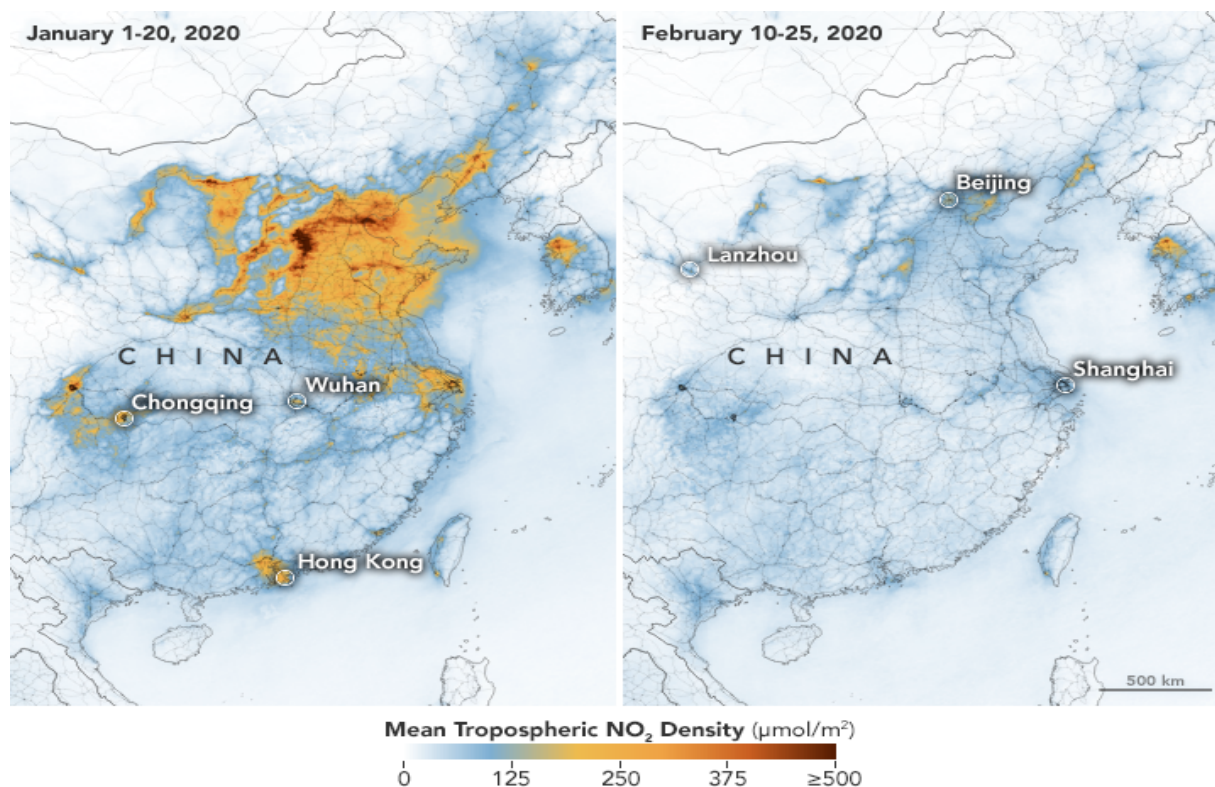 January 1-20, 2020
CHINA
Wuhan
Chongqing
Hong Kong
February 10-25, 2020
Beijing
Lanzhou
CHINA
Shanghai
500 km
Mean Tropospheric NO₂ Density (µmol/m²)
0 125 250 375 ≥500